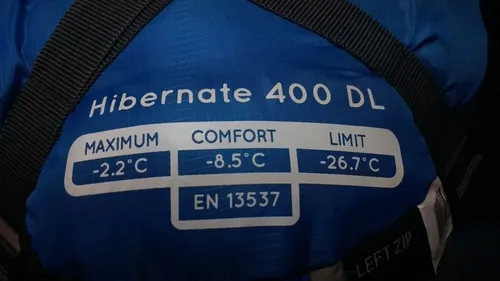 Hibernate 400 DL
MAXIMUM COMFORT LIMIT
-2.2°C -8.5°C -26.7°C
EN 13537
LEFT ZIP